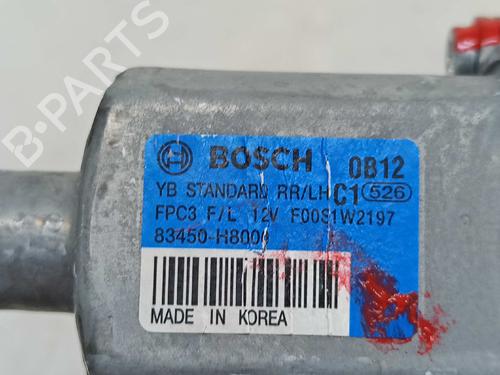 B-PARTS
BOSCH 0B12
YB STANDARD RR/LH C1 526
FPC3 F/L 12V F00S1W2197
83450-H8000
MADE IN KOREA